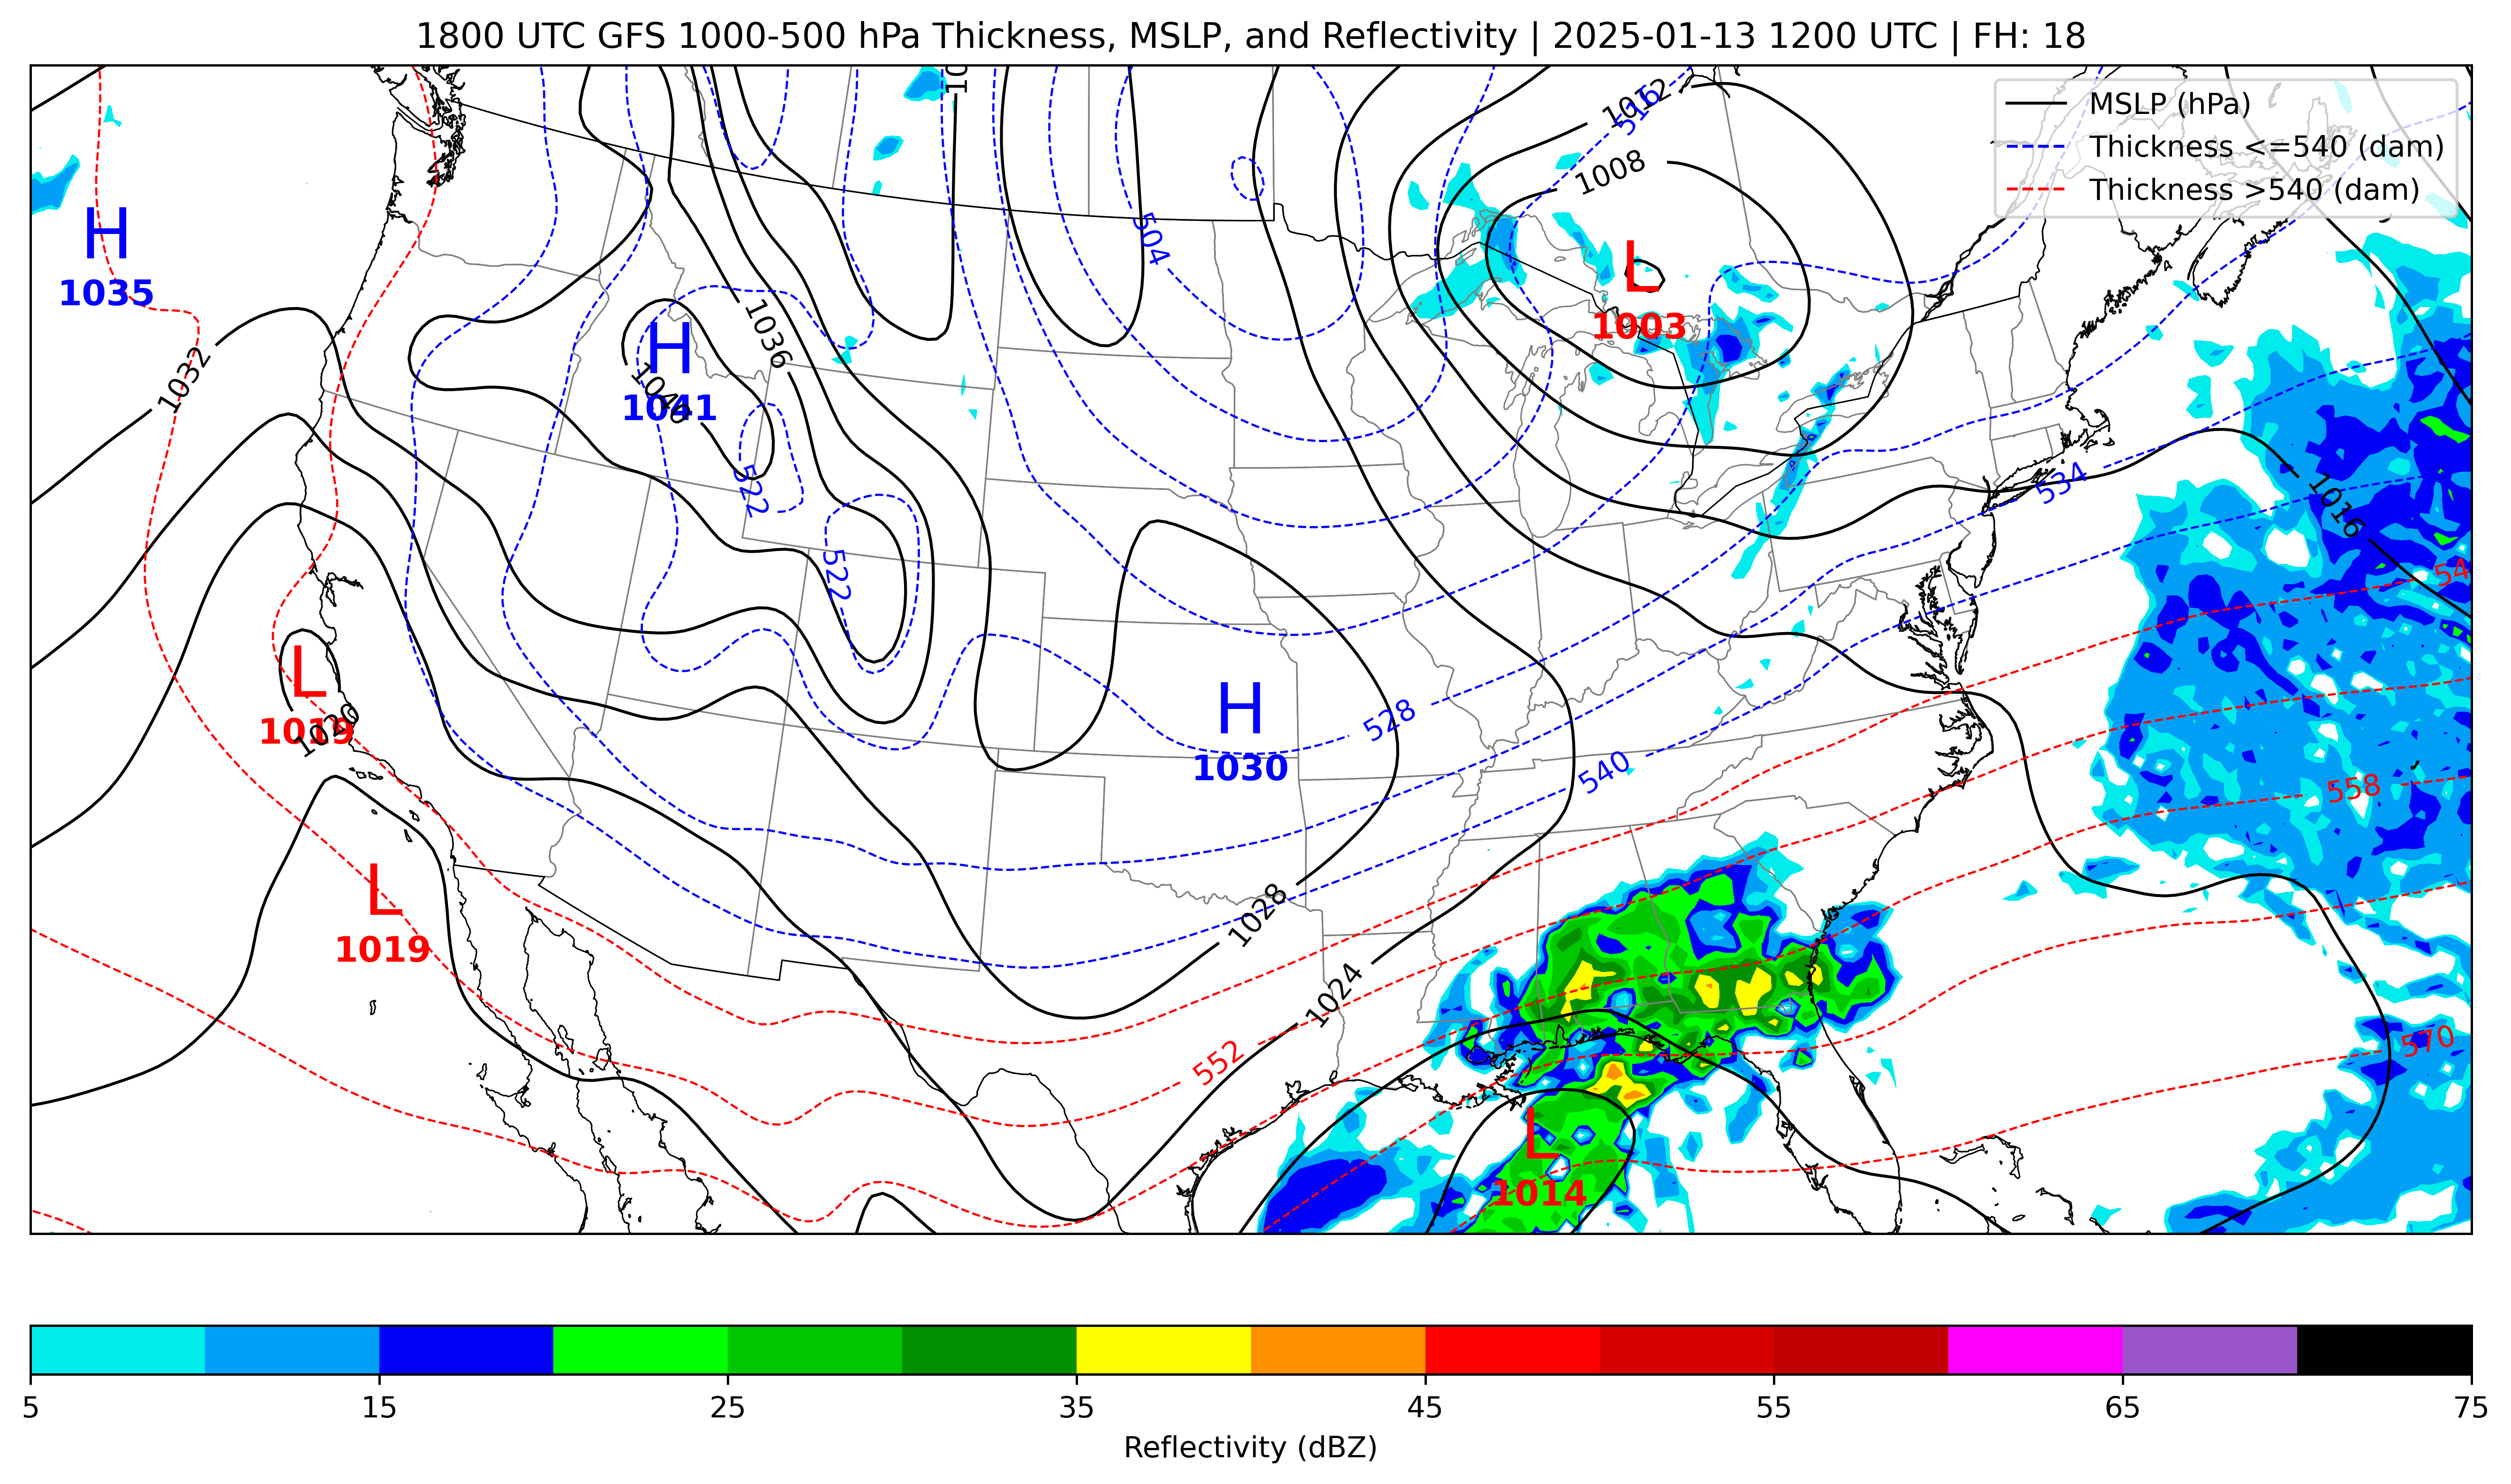 1800 UTC GFS 1000-500 hPa Thickness, MSLP, and Reflectivity | 2025-01-13 1200 UTC | FH: 18
MSLP (hPa)
Thickness <=540 (dam)
Thickness >540 (dam)
1012
516
1008
504
H
1035
L
1003
1036
H
1040
1041
1032
522
534
1016
522
54
L
1019
1020
H
1030
528
540
558
L
1019
1028
1024
552
570
L
1014
5
15
25
35
45
55
65
75
Reflectivity (dBZ)